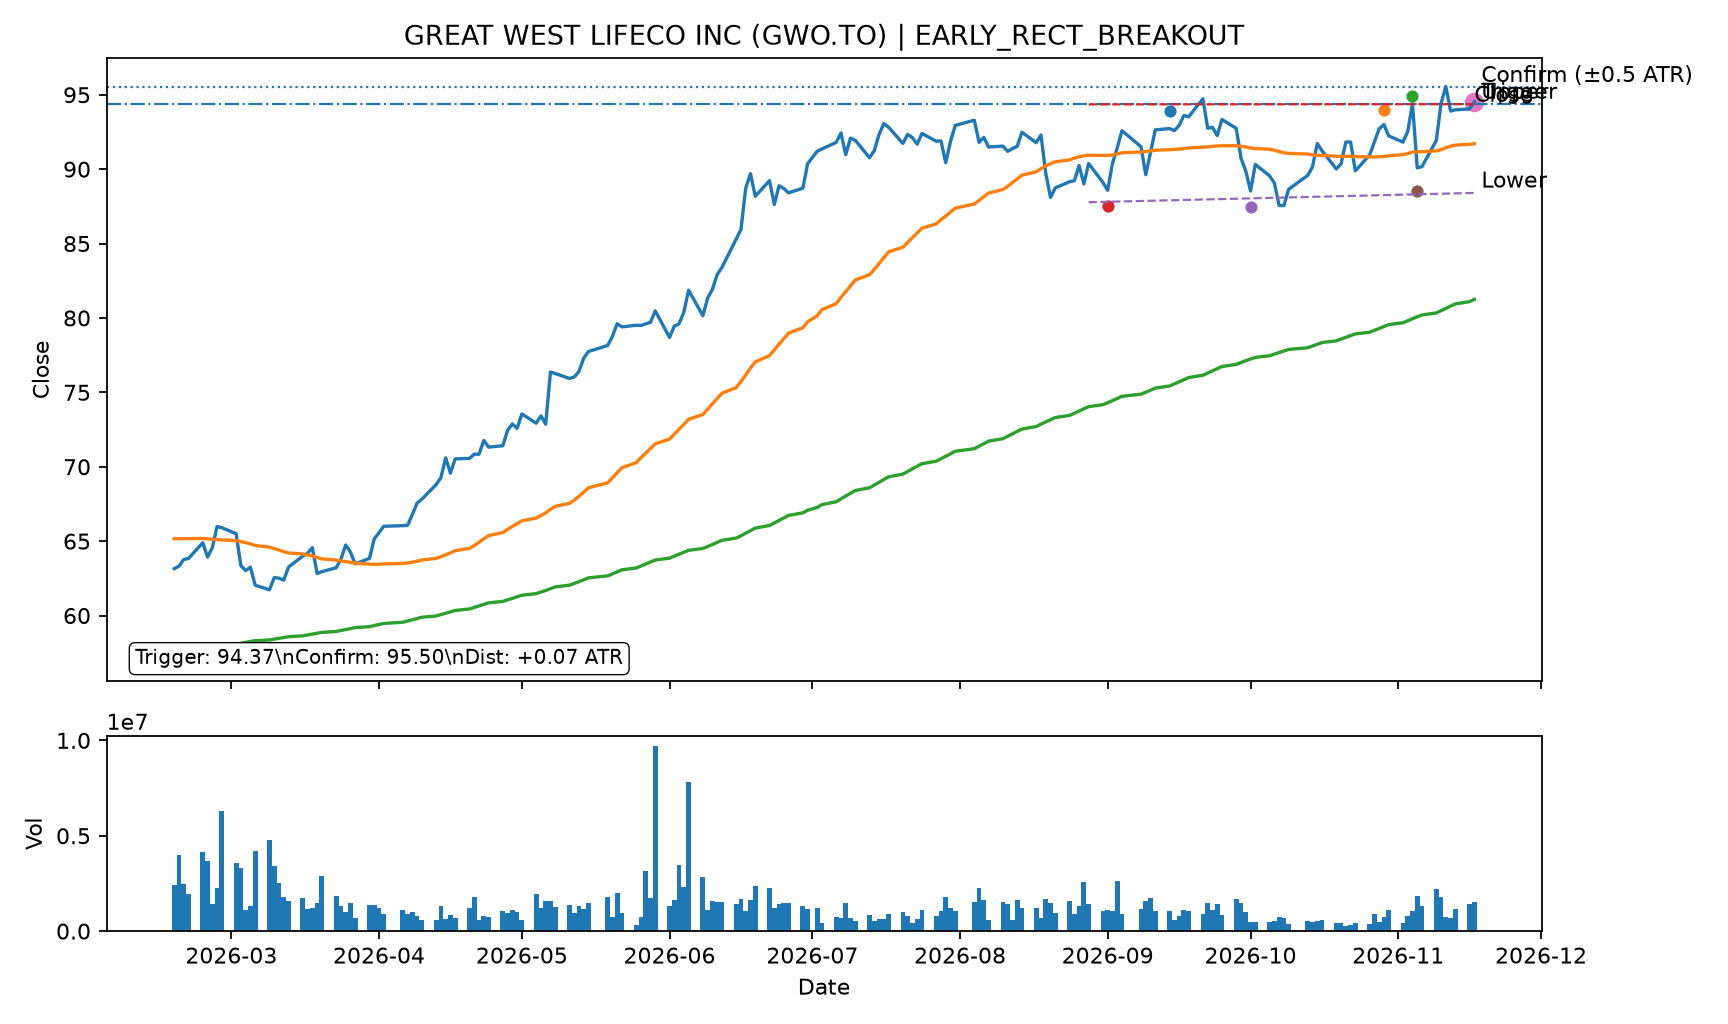 GREAT WEST LIFECO INC (GWO.TO) | EARLY_RECT_BREAKOUT
Close
95
90
85
80
75
70
65
60
Confirm (±0.5 ATR)
Lower
Trigger: 94.37\nConfirm: 95.50\nDist: +0.07 ATR
1e7
Vol
1.0
0.5
0.0
2026-03
2026-04
2026-05
2026-06
2026-07
2026-08
2026-09
2026-10
2026-11
2026-12
Date